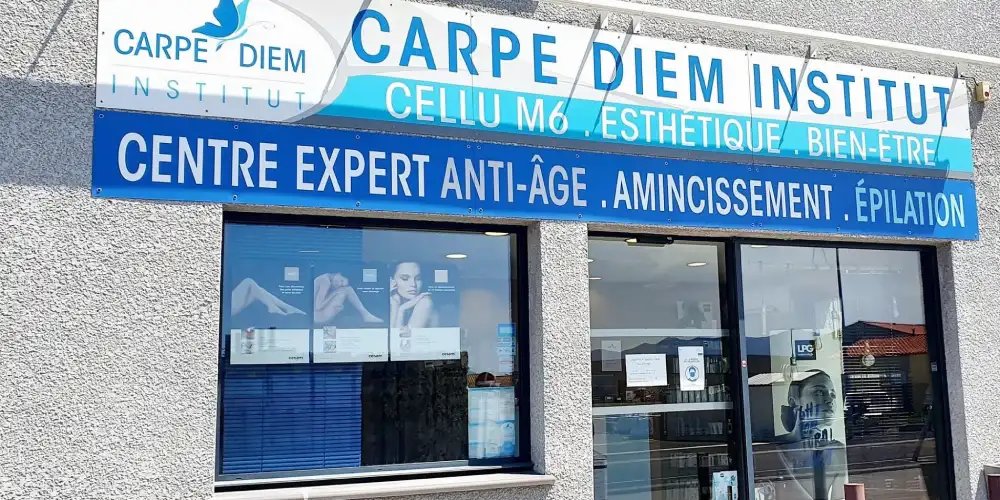 CARPE DIEM
INSTITUT
CARPE DIEM INSTITUT
CELLU M6 . ESTHÉTIQUE . BIEN-ÊTRE
CENTRE EXPERT ANTI-ÂGE . AMINCISSEMENT . ÉPILATION
LPG